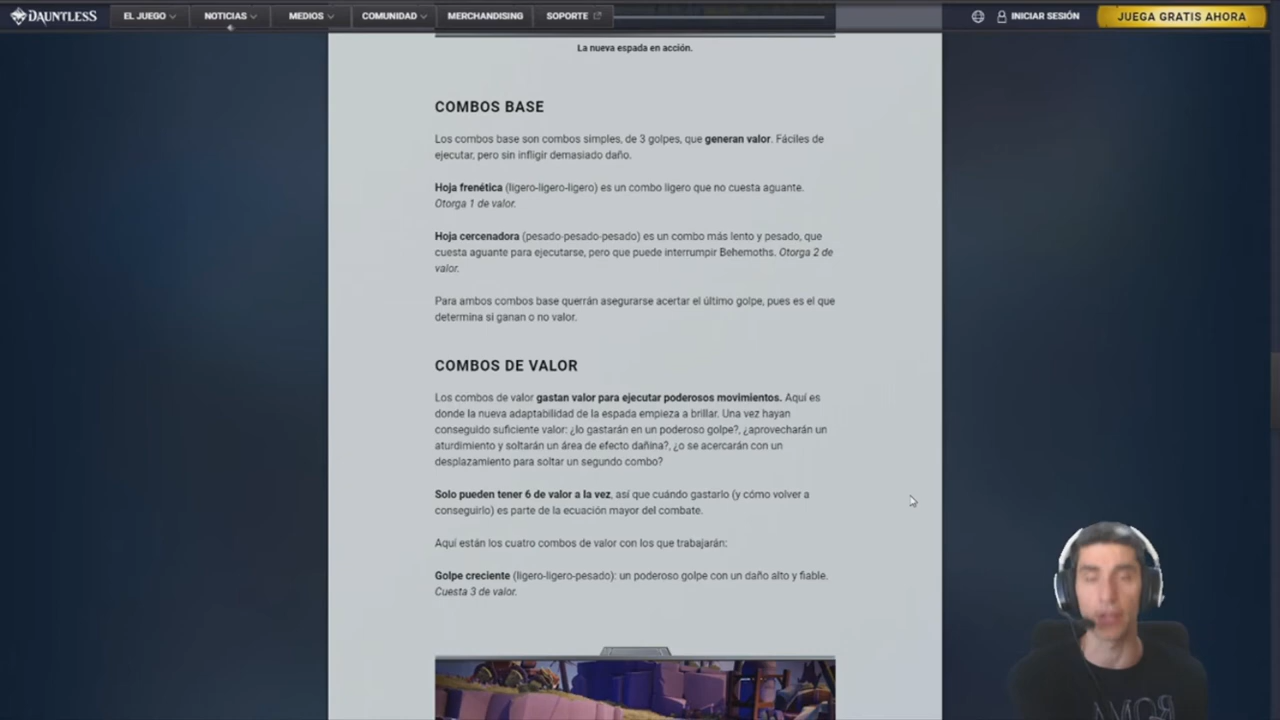 DAUNTLESS EL JUEGO NOTICIAS MEDIOS COMUNIDAD MERCHANDISING SOPORTE INICIAR SESIÓN JUEGA GRATIS AHORA
La nueva espada en acción.
COMBOS BASE
Los combos base son combos simples, de 3 golpes, que generan valor. Fáciles de
ejecutar, pero sin infligir demasiado daño.
Hoja frenética (ligero-ligero-ligero) es un combo ligero que no cuesta aguante.
Otorga 1 de valor.
Hoja cercenadora (pesado-pesado-pesado) es un combo más lento y pesado, que
cuesta aguante para ejecutarse, pero que puede interrumpir Behemoths. Otorga 2 de
valor.
Para ambos combos base querrán asegurarse acertar el último golpe, pues es el que
determina si ganan o no valor.
COMBOS DE VALOR
Los combos de valor gastan valor para ejecutar poderosos movimientos. Aquí es
donde la nueva adaptabilidad de la espada empieza a brillar. Una vez hayan
conseguido suficiente valor: ¿lo gastarán en un poderoso golpe?, ¿aprovecharán un
aturdimiento y soltarán un área de efecto dañina?, ¿o se acercarán con un
desplazamiento para soltar un segundo combo?
Solo pueden tener 6 de valor a la vez, así que cuándo gastarlo (y cómo volver a
conseguirlo) es parte de la ecuación mayor del combate.
Aquí están los cuatro combos de valor con los que trabajarán:
Golpe creciente (ligero-ligero-pesado): un poderoso golpe con un daño alto y fiable.
Cuesta 3 de valor.